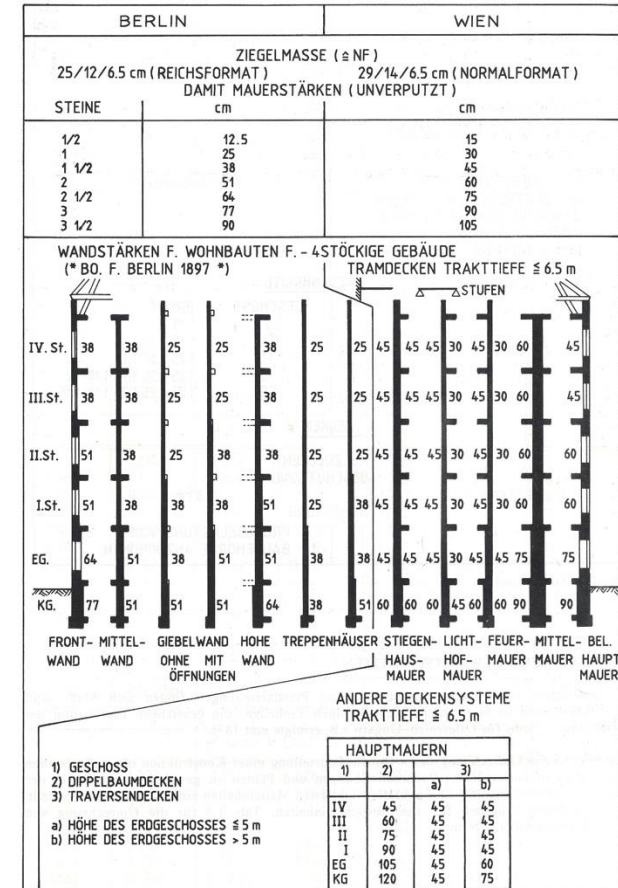 BERLIN WIEN
ZIEGELMASSE (≙ NF)
25/12/6.5 cm (REICHSFORMAT) 29/14/6.5 cm (NORMALFORMAT)
DAMIT MAUERSTÄRKEN (UNVERPUTZT)
STEINE cm cm
1/2 12.5 15
1 25 30
1 1/2 38 45
2 51 60
2 1/2 64 75
3 77 90
3 1/2 90 105
WANDSTÄRKEN F. WOHNBAUTEN F. - 4STÖCKIGE GEBÄUDE
(* BO. F. BERLIN 1897 *) TRAMDECKEN TRAKTTIEFE ≦ 6.5 m
STUFEN
IV. St. 38 38 25 25 38 25 25 45 45 45 30 45 30 60 45
III.St. 38 38 25 25 38 25 25 45 45 45 30 45 30 60 45
II.St. 51 38 25 38 38 25 25 45 45 45 30 45 30 60 60
I.St. 51 38 38 38 51 25 38 45 45 45 30 45 30 60 60
EG. 64 51 38 51 51 38 38 45 45 45 30 45 45 75 75
KG. 77 51 51 51 64 38 51 60 60 60 45 60 60 90 90
FRONT- MITTEL- GIEBELWAND HOHE TREPPENHÄUSER STIEGEN- LICHT- FEUER- MITTEL- BEL.
WAND WAND OHNE MIT WAND HAUS- HOF- MAUER MAUER HAUPT
ÖFFNUNGEN MAUER MAUER MAUER
ANDERE DECKENSYSTEME
TRAKTTIEFE ≦ 6.5 m
1) GESCHOSS
2) DIPPELBAUMDECKEN
3) TRAVERSENDECKEN
a) HÖHE DES ERDGESCHOSSES ≦ 5 m
b) HÖHE DES ERDGESCHOSSES > 5 m
HAUPTMAUERN
1) 2) 3)
a) b)
IV 45 45 45
III 60 45 45
II 75 45 45
I 90 45 45
EG 105 45 60
KG 120 45 75